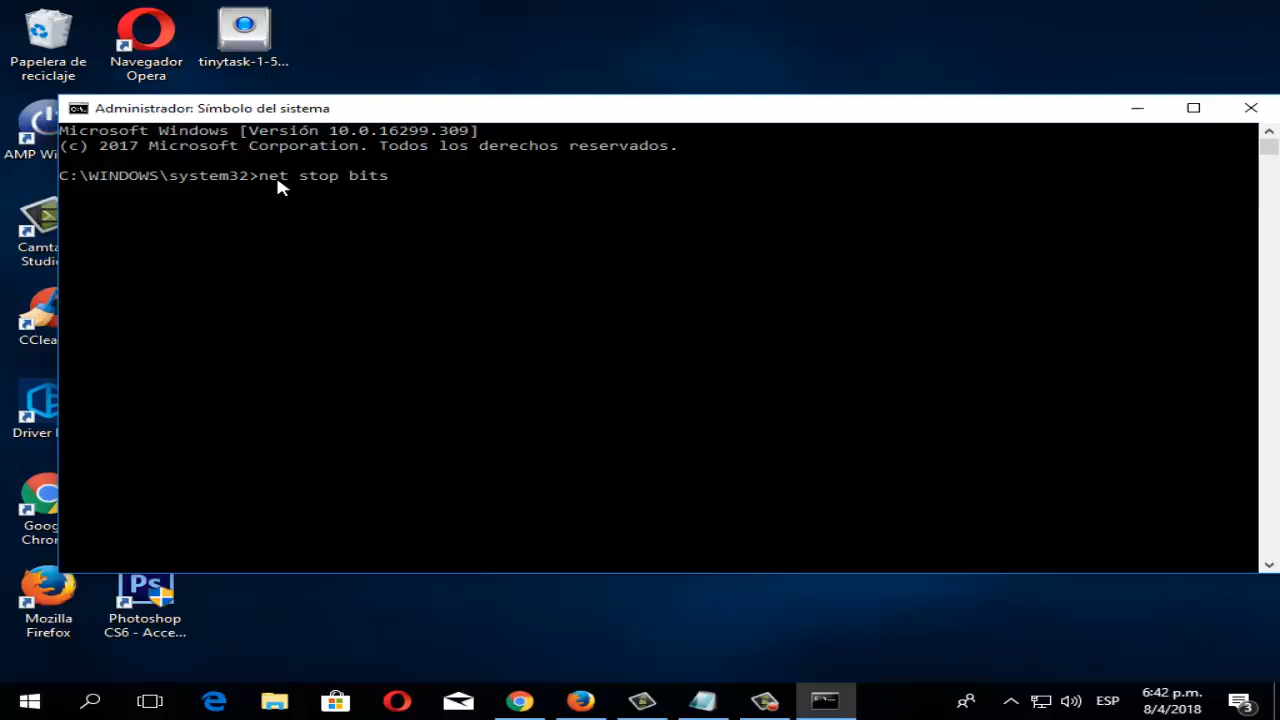 Papelera de
reciclaje
Navegador
Opera
tinytask-1-5...
Administrador: Símbolo del sistema
Microsoft Windows [Versión 10.0.16299.309]
(c) 2017 Microsoft Corporation. Todos los derechos reservados.
C:\WINDOWS\system32>net stop bits
AMP Wi
Camta
Studi
CClea
Driver
Goog
Chro
Mozilla
Firefox
Ps
Photoshop
CS6 - Acce...
ESP
6:42 p.m.
8/4/2018
3